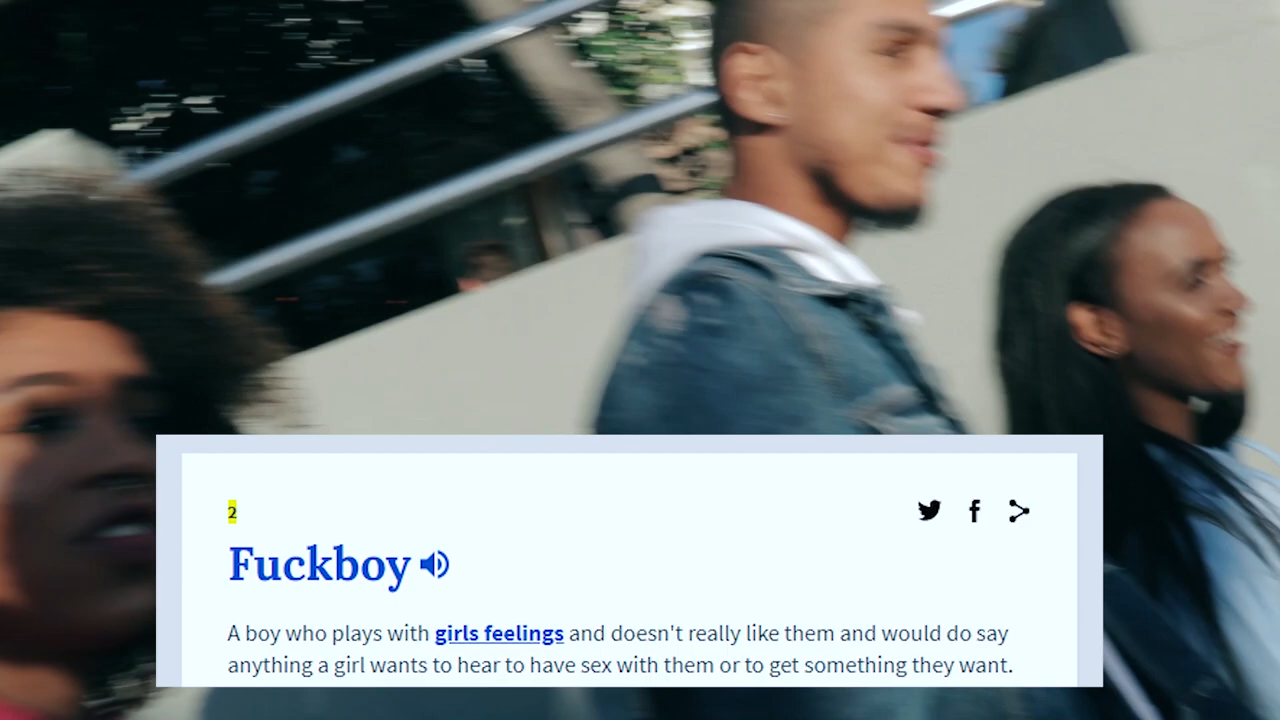 2
Fuckboy
A boy who plays with girls feelings and doesn't really like them and would do say
anything a girl wants to hear to have sex with them or to get something they want.